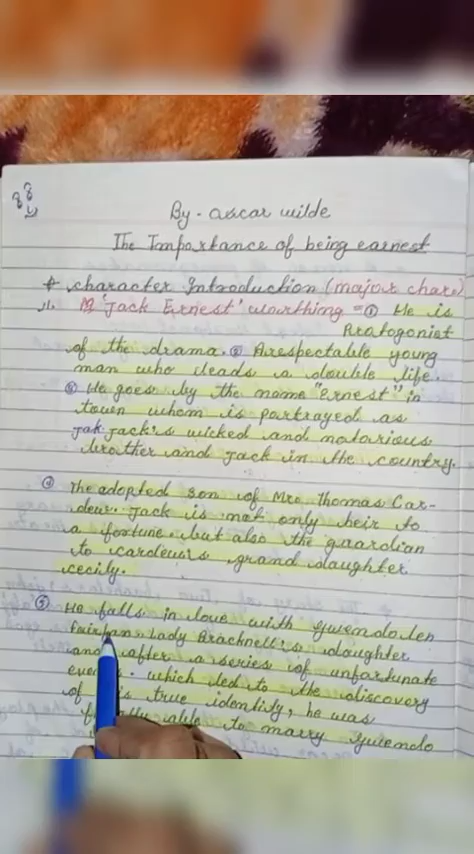 By - oscar wilde
The Importance of being earnest
* character Introduction (major chars)
1. 'Jack Ernest' worthing = ① He is
Protogonist
of the drama. ② A respectable young
man who leads a double life.
③ He goes by the name "Ernest" in
town whom is portrayed as
Jak Jack's wicked and notorious
brother and Jack in the country.
④ The adopted son of Mr. Thomas Car-
dew. Jack is not only heir to
a fortune, but also the guardian
to cardew's grand daughter
cecily.
⑤ He falls in love with Gwendolen
Fairfax, Lady Bracknell's daughter
and after a series of unfortunate
which led to the discovery
of true identity, he was
able to marry Gwendo